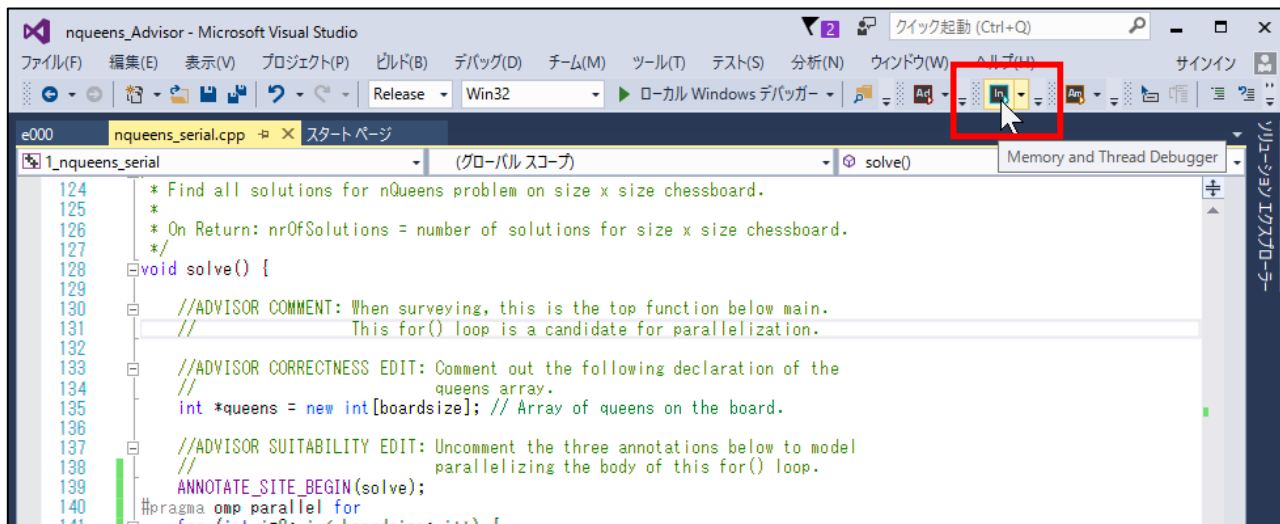 nqueens_Advisor - Microsoft Visual Studio 2 クイック起動 (Ctrl+Q)
ファイル(F) 編集(E) 表示(V) プロジェクト(P) ビルド(B) デバッグ(D) チーム(M) ツール(T) テスト(S) 分析(N) ウィンドウ(W) ヘルプ(H) サインイン
Release Win32 ローカル Windows デバッガー Ad In Am
e000 nqueens_serial.cpp スタート ページ
1_nqueens_serial (グローバル スコープ) solve()
Memory and Thread Debugger
ソリューション エクスプローラー
124 * Find all solutions for nQueens problem on size x size chessboard.
125 *
126 * On Return: nrOfSolutions = number of solutions for size x size chessboard.
127 */
128 void solve() {
129
130 //ADVISOR COMMENT: When surveying, this is the top function below main.
131 // This for() loop is a candidate for parallelization.
132
133 //ADVISOR CORRECTNESS EDIT: Comment out the following declaration of the
134 // queens array.
135 int *queens = new int[boardsize]; // Array of queens on the board.
136
137 //ADVISOR SUITABILITY EDIT: Uncomment the three annotations below to model
138 // parallelizing the body of this for() loop.
139 ANNOTATE_SITE_BEGIN(solve);
140 #pragma omp parallel for